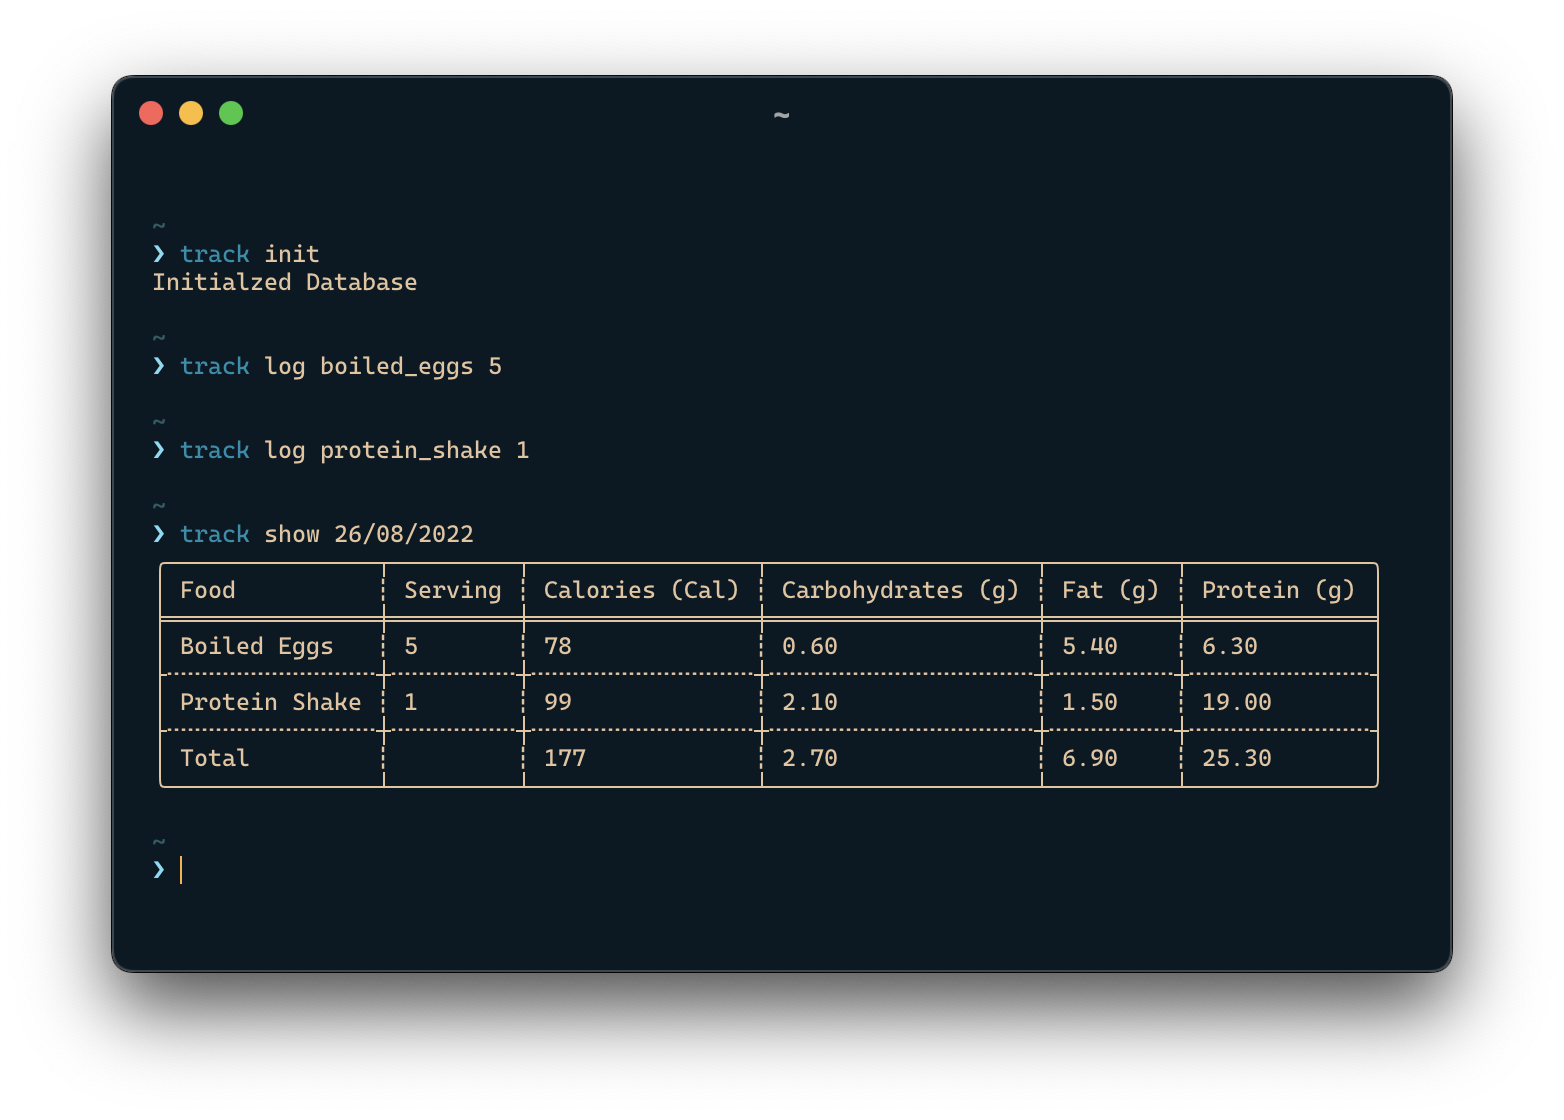 ~
~
❯ track init
Initialzed Database
~
❯ track log boiled_eggs 5
~
❯ track log protein_shake 1
~
❯ track show 26/08/2022
Food Serving Calories (Cal) Carbohydrates (g) Fat (g) Protein (g)
Boiled Eggs 5 78 0.60 5.40 6.30
Protein Shake 1 99 2.10 1.50 19.00
Total 177 2.70 6.90 25.30
~
❯